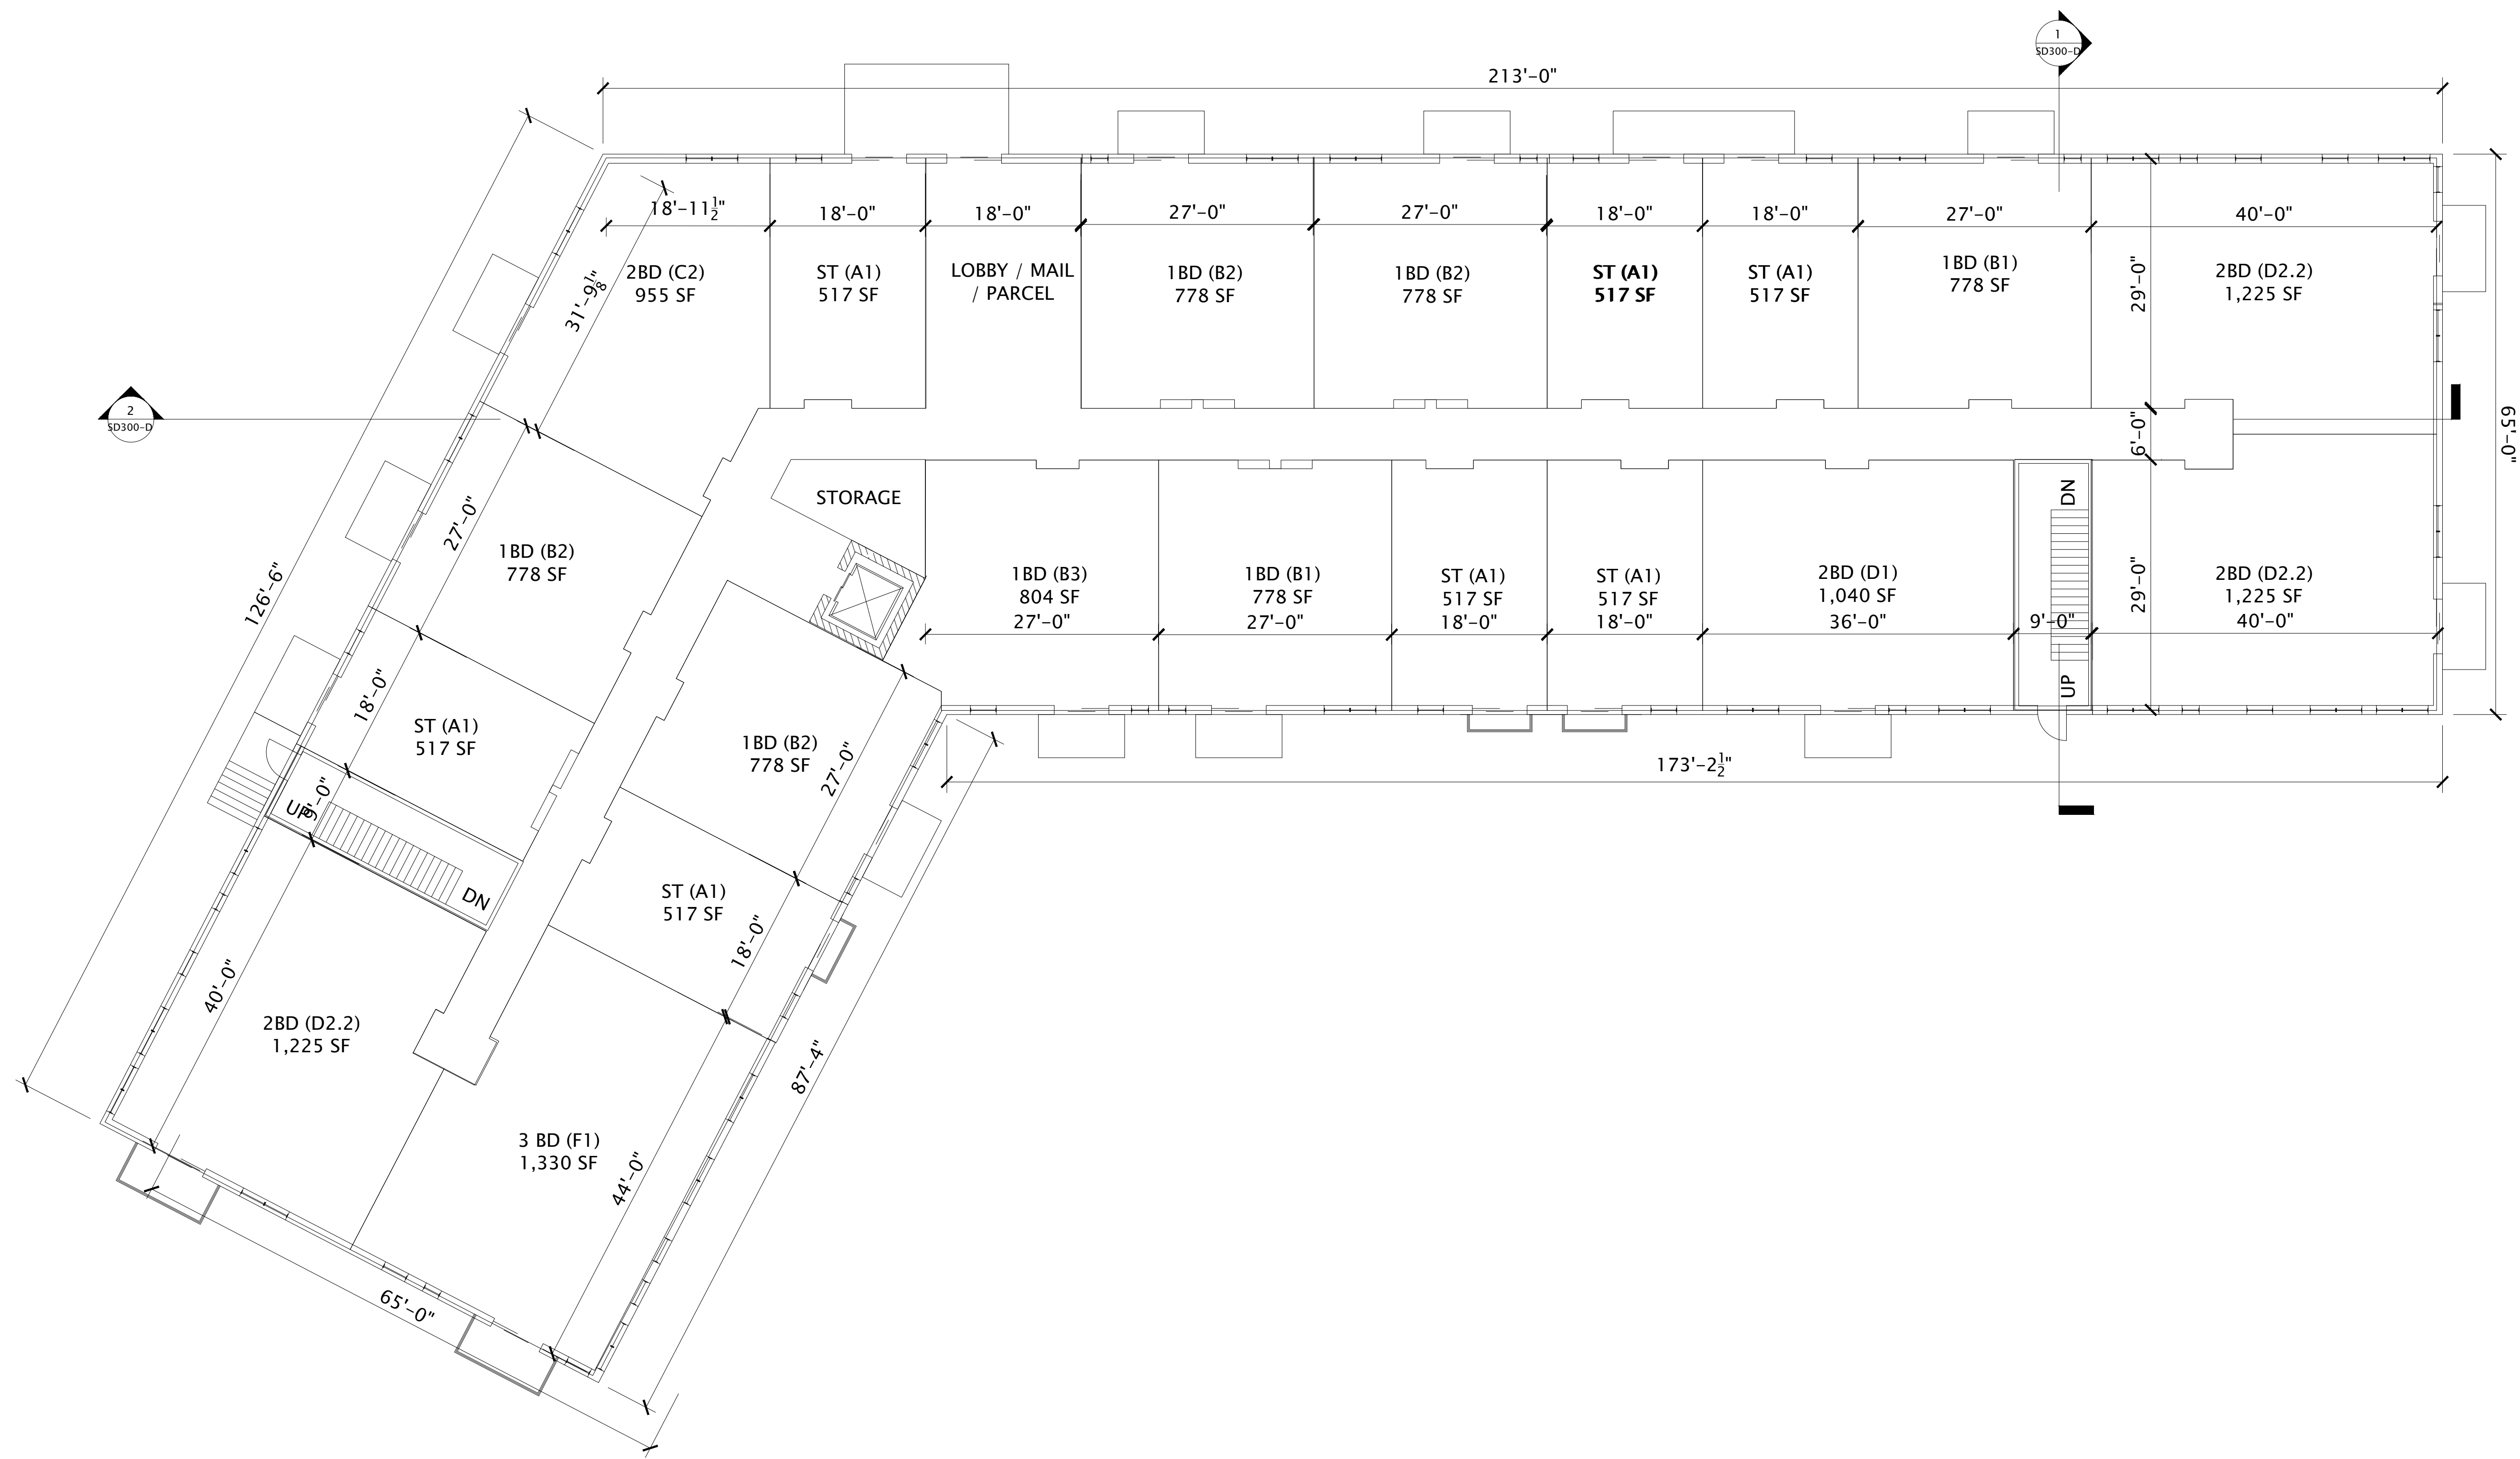 1
SD300-D
213'-0"
18'-11½"
18'-0"
18'-0"
27'-0"
27'-0"
18'-0"
18'-0"
27'-0"
40'-0"
2BD (C2)
955 SF
ST (A1)
517 SF
LOBBY / MAIL
/ PARCEL
1BD (B2)
778 SF
1BD (B2)
778 SF
ST (A1)
517 SF
ST (A1)
517 SF
1BD (B1)
778 SF
29'-0"
2BD (D2.2)
1,225 SF
31'-9⅛"
2
SD300-D
6'-0"
65'-0"
STORAGE
DN
27'-0"
1BD (B2)
778 SF
126'-6"
1BD (B3)
804 SF
27'-0"
1BD (B1)
778 SF
27'-0"
ST (A1)
517 SF
18'-0"
ST (A1)
517 SF
18'-0"
2BD (D1)
1,040 SF
36'-0"
9'-0"
29'-0"
2BD (D2.2)
1,225 SF
40'-0"
UP
18'-0"
ST (A1)
517 SF
1BD (B2)
778 SF
27'-0"
173'-2½"
UP
9'-0"
DN
ST (A1)
517 SF
18'-0"
40'-0"
2BD (D2.2)
1,225 SF
87'-4"
3 BD (F1)
1,330 SF
44'-0"
65'-0"